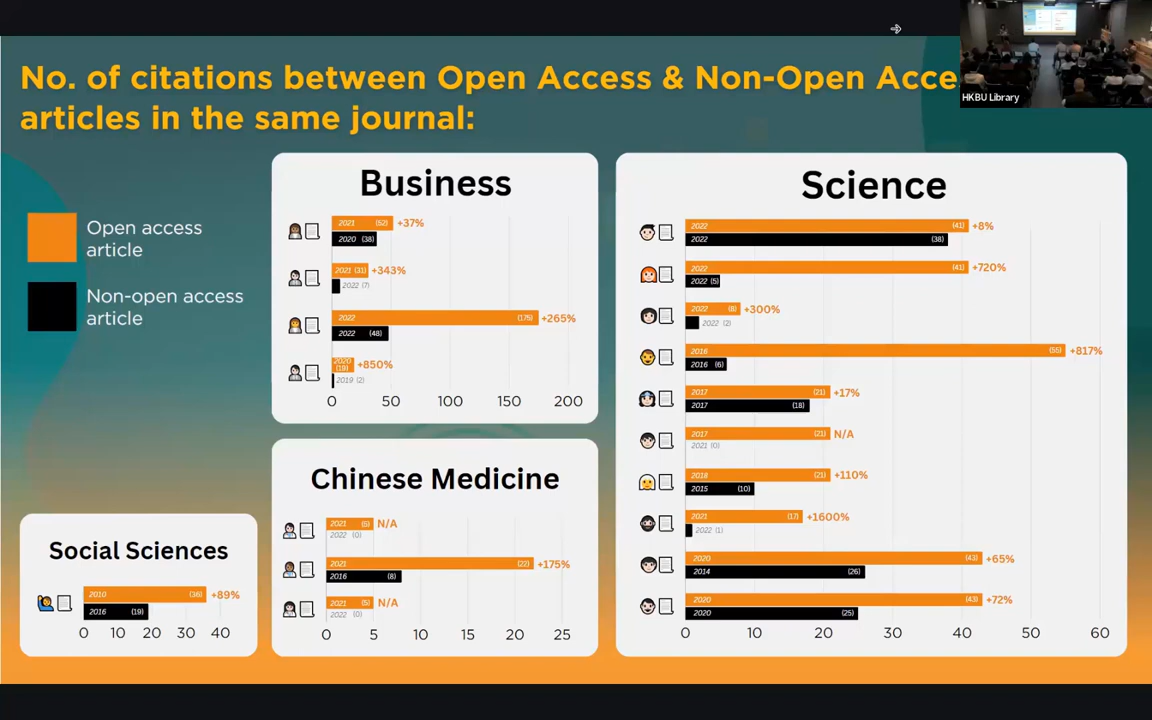 No. of citations between Open Access & Non-Open Acce
articles in the same journal:
HKBU Library
Open access
article
Non-open access
article
Business
2021 (52) +37%
2020 (38)
2021 (31) +343%
2022 (7)
2022 (175) +265%
2022 (48)
2020
(19) +850%
2019 (2)
0 50 100 150 200
Science
2022 (41) +8%
2022 (38)
2022 (41) +720%
2022 (5)
2022 (8) +300%
2022 (2)
2016 (55) +817%
2016 (6)
2017 (21) +17%
2017 (18)
2017 (21) N/A
2021 (0)
2018 (21) +110%
2015 (10)
2021 (17) +1600%
2022 (1)
2020 (43) +65%
2014 (26)
2020 (43) +72%
2020 (25)
0 10 20 30 40 50 60
Chinese Medicine
2021 (5) N/A
2022 (0)
2021 (22) +175%
2016 (8)
2021 (5) N/A
2022 (0)
0 5 10 15 20 25
Social Sciences
2010 (36) +89%
2016 (19)
0 10 20 30 40